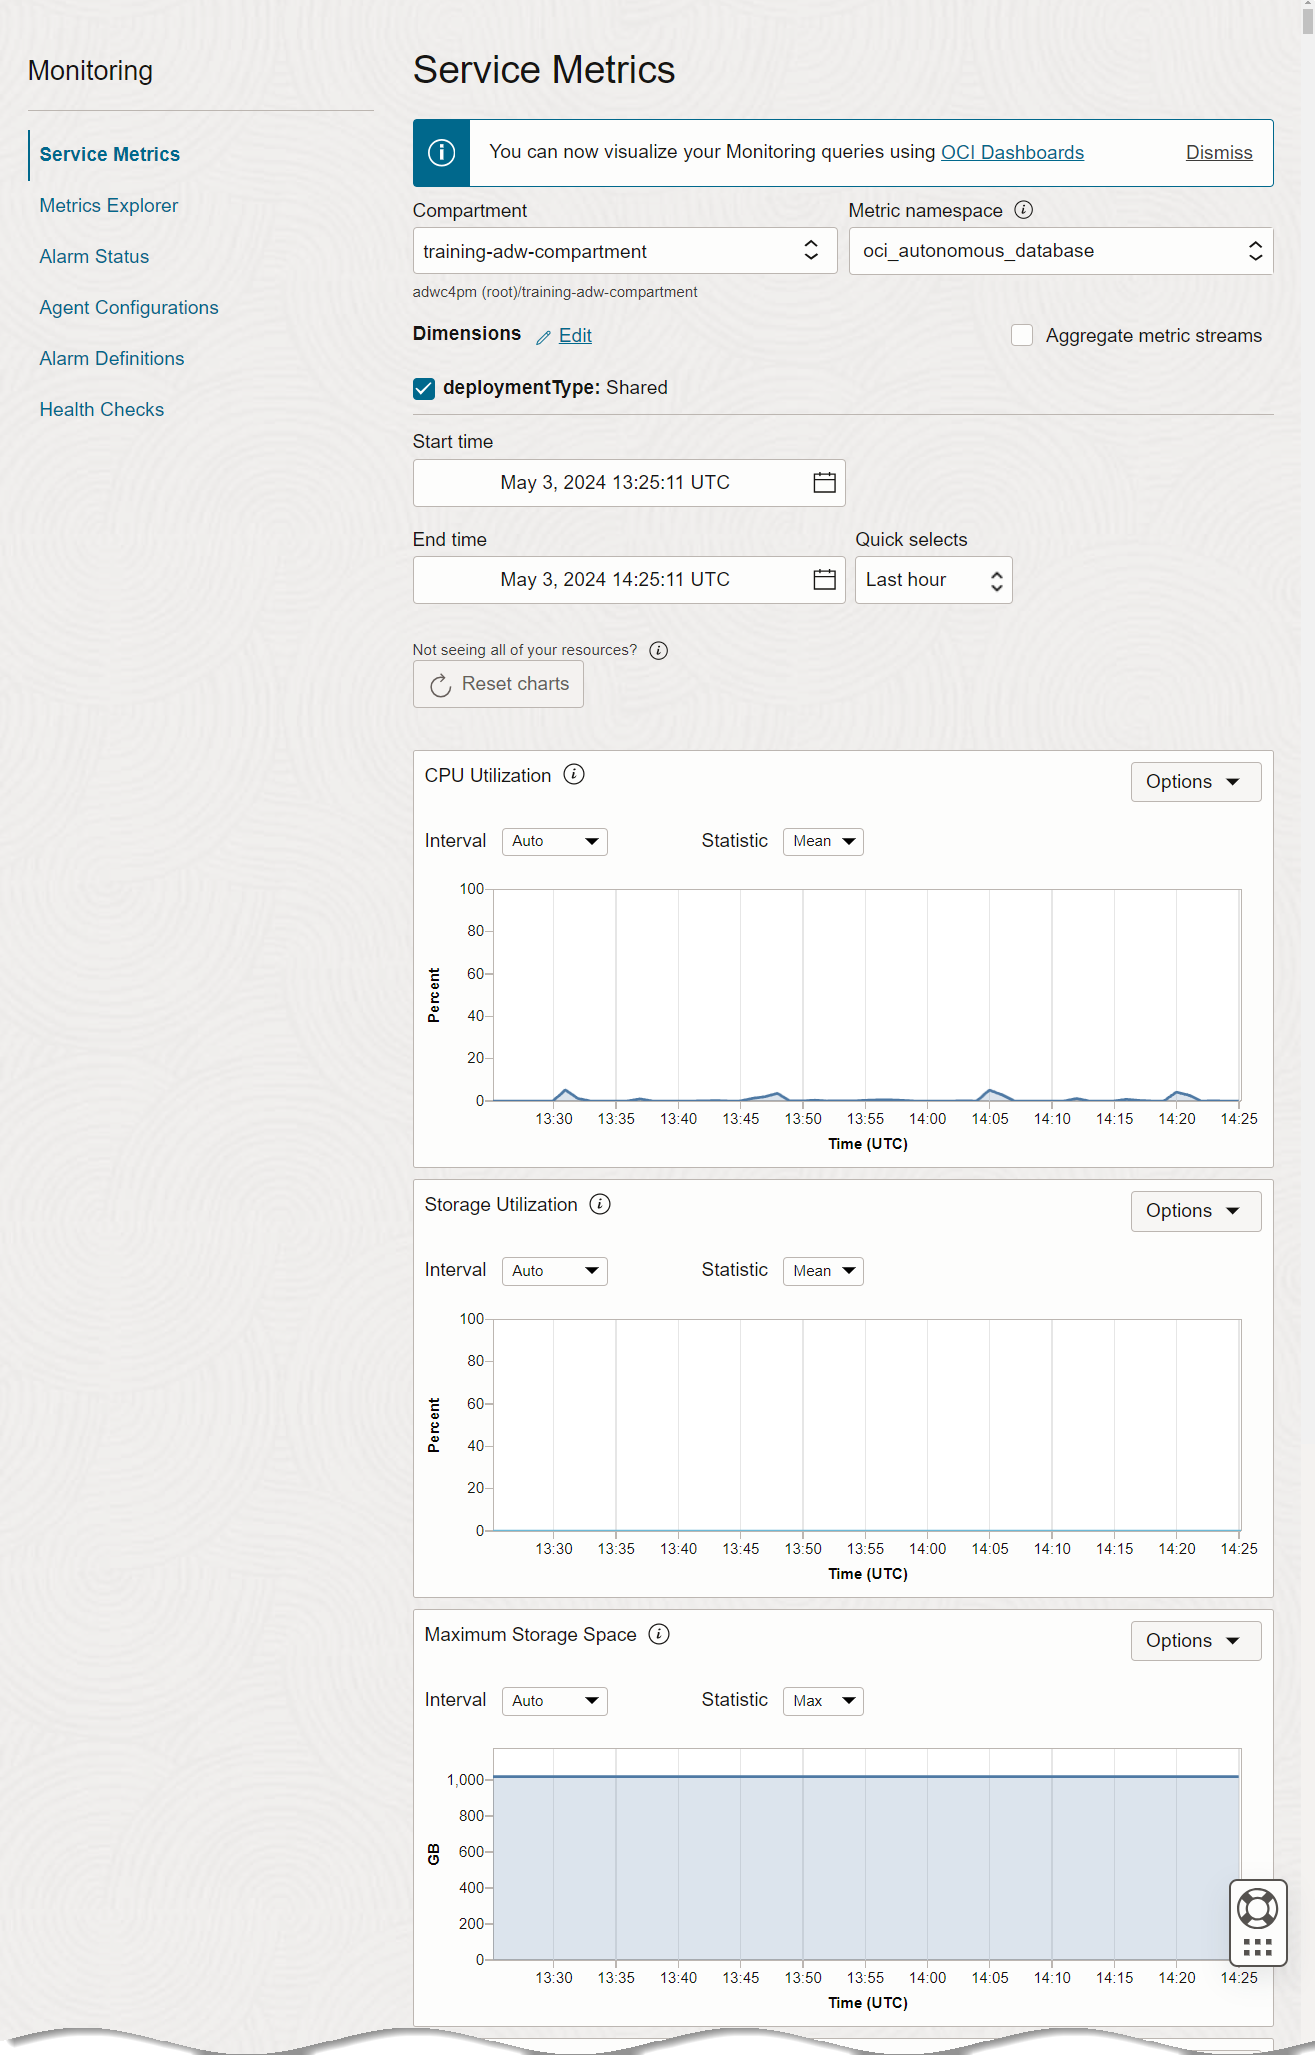 Monitoring
Service Metrics
Metrics Explorer
Alarm Status
Agent Configurations
Alarm Definitions
Health Checks
Service Metrics
You can now visualize your Monitoring queries using OCI Dashboards Dismiss
Compartment Metric namespace
training-adw-compartment oci_autonomous_database
adwc4pm (root)/training-adw-compartment
Dimensions Edit Aggregate metric streams
deploymentType: Shared
Start time
May 3, 2024 13:25:11 UTC
End time Quick selects
May 3, 2024 14:25:11 UTC Last hour
Not seeing all of your resources?
Reset charts
CPU Utilization Options
Interval Auto Statistic Mean
100
80
60
40
20
0
Percent
13:30 13:35 13:40 13:45 13:50 13:55 14:00 14:05 14:10 14:15 14:20 14:25
Time (UTC)
Storage Utilization Options
Interval Auto Statistic Mean
100
80
60
40
20
0
Percent
13:30 13:35 13:40 13:45 13:50 13:55 14:00 14:05 14:10 14:15 14:20 14:25
Time (UTC)
Maximum Storage Space Options
Interval Auto Statistic Max
1,000
800
600
400
200
0
GB
13:30 13:35 13:40 13:45 13:50 13:55 14:00 14:05 14:10 14:15 14:20 14:25
Time (UTC)